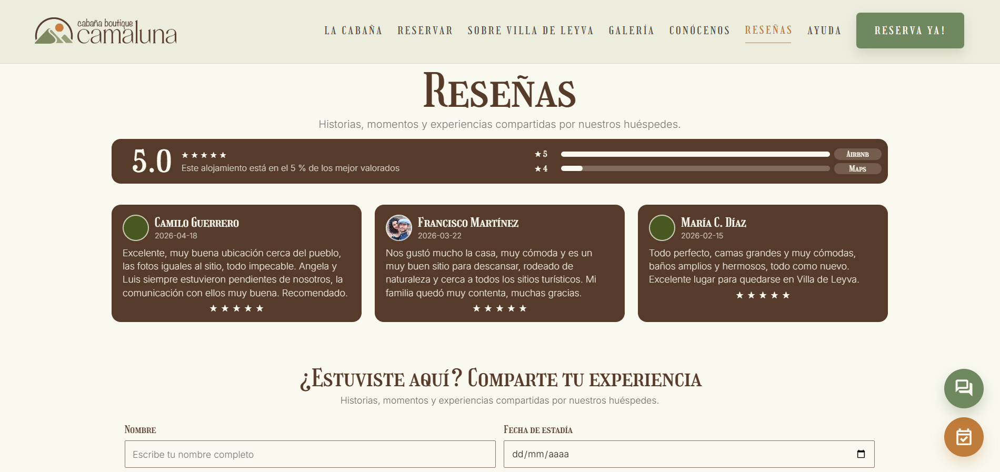 cabaña boutique
camaluna
LA CABAÑA RESERVAR SOBRE VILLA DE LEYVA GALERÍA CONÓCENOS RESEÑAS AYUDA RESERVA YA!
Reseñas
Historias, momentos y experiencias compartidas por nuestros huéspedes.
5.0
★★★★★
Este alojamiento está en el 5 % de los mejor valorados
★5 Airbnb
★4 Maps
Camilo Guerrero
2026-04-18
Excelente, muy buena ubicación cerca del pueblo,
las fotos iguales al sitio, todo impecable. Angela y
Luis siempre estuvieron pendientes de nosotros, la
comunicación con ellos muy buena. Recomendado.
★★★★★
Francisco Martínez
2026-03-22
Nos gustó mucho la casa, muy cómoda y es un
muy buen sitio para descansar, rodeado de
naturaleza y cerca a todos los sitios turísticos. Mi
familia quedó muy contenta, muchas gracias.
★★★★★
María C. Díaz
2026-02-15
Todo perfecto, camas grandes y muy cómodas,
baños amplios y hermosos, todo como nuevo.
Excelente lugar para quedarse en Villa de Leyva.
★★★★★
¿Estuviste aquí? Comparte tu experiencia
Historias, momentos y experiencias compartidas por nuestros huéspedes.
Nombre
Escribe tu nombre completo
Fecha de estadía
dd/mm/aaaa